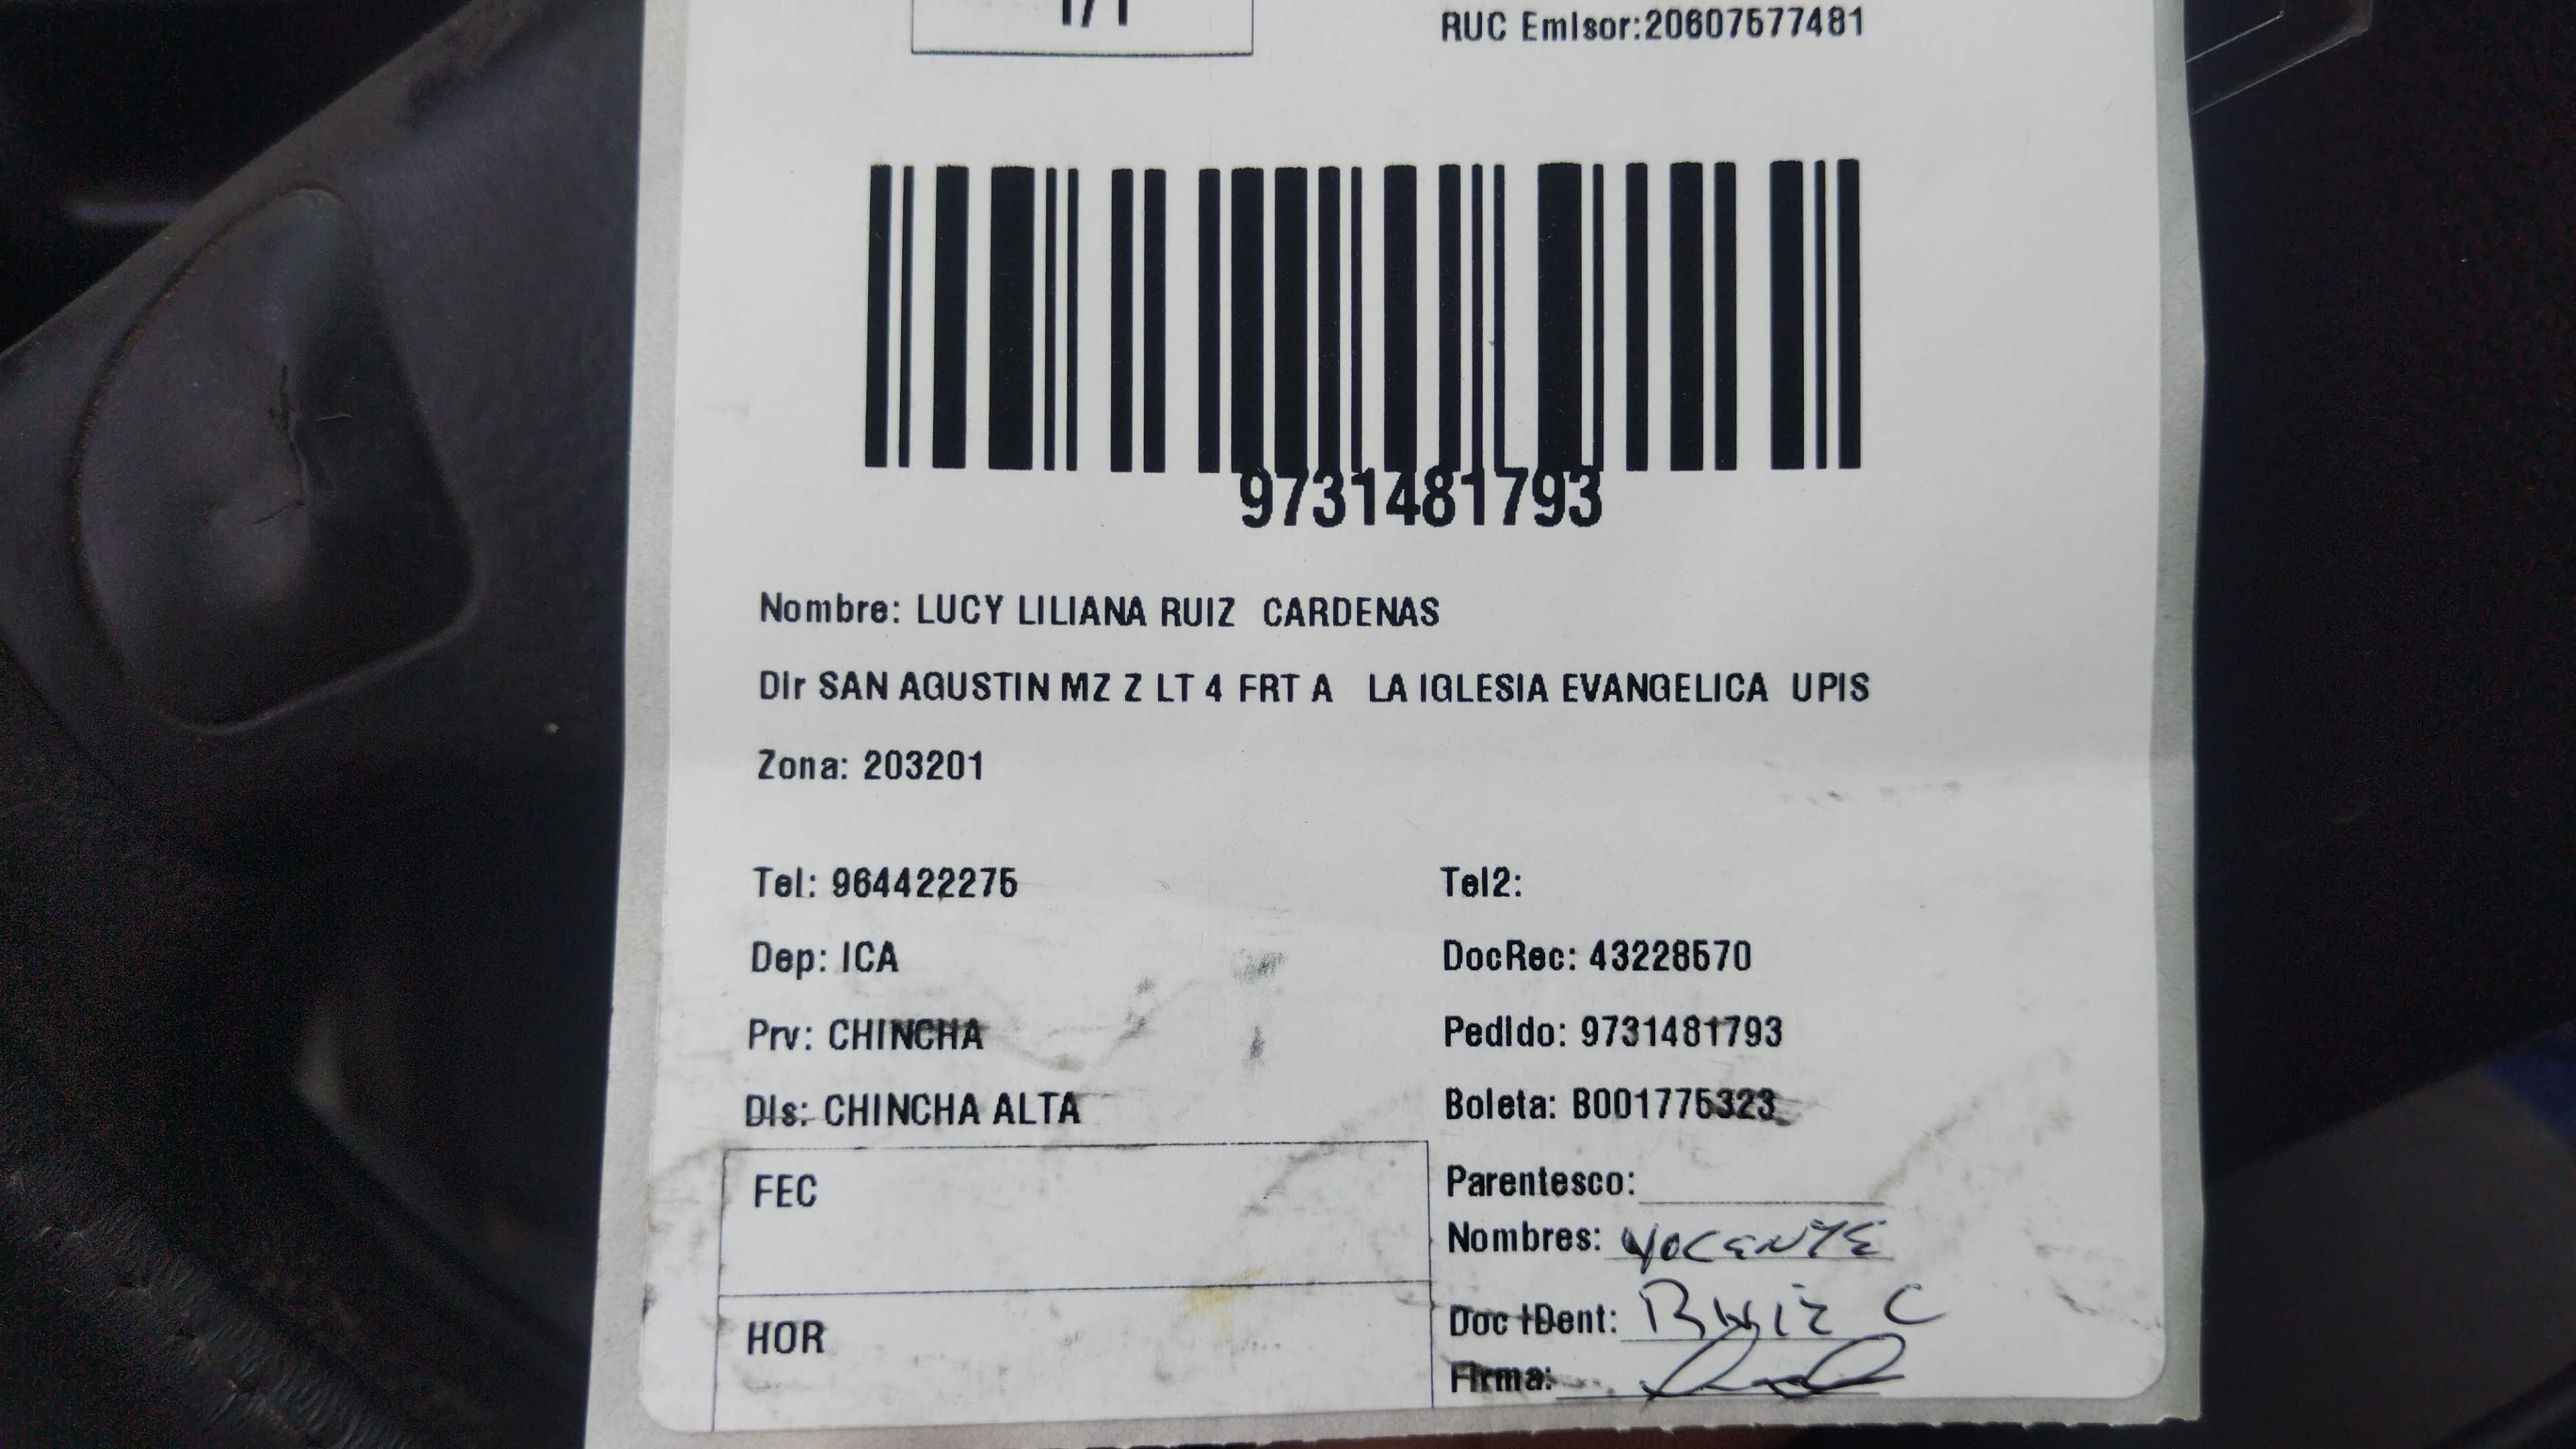 1/1
RUC Emisor:20607577481
9731481793
Nombre: LUCY LILIANA RUIZ CARDENAS
Dir SAN AGUSTIN MZ Z LT 4 FRT A LA IGLESIA EVANGELICA UPIS
Zona: 203201
Tel: 964422275
Tel2:
Dep: ICA
DocRec: 43228570
Prv: CHINCHA
Pedido: 9731481793
Dis: CHINCHA ALTA
Boleta: B001775323
FEC
Parentesco:
Nombres:
HOR
Doc IDent: Ruiz C
Firma: